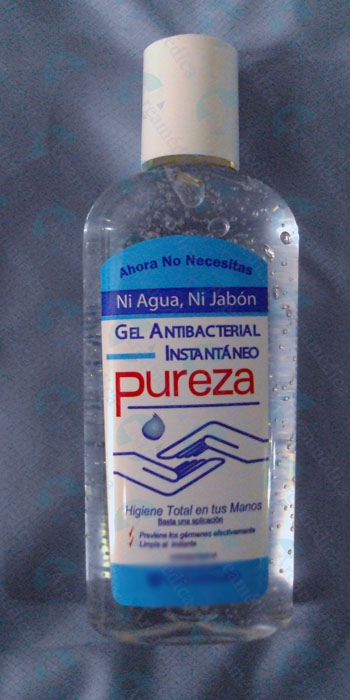 Ahora No Necesitas
Ni Agua, Ni Jabón
GEL ANTIBACTERIAL
INSTANTÁNEO
Pureza
Higiene Total en tus Manos
Basta una aplicación
Previene los gérmenes efectivamente
Limpia al instante